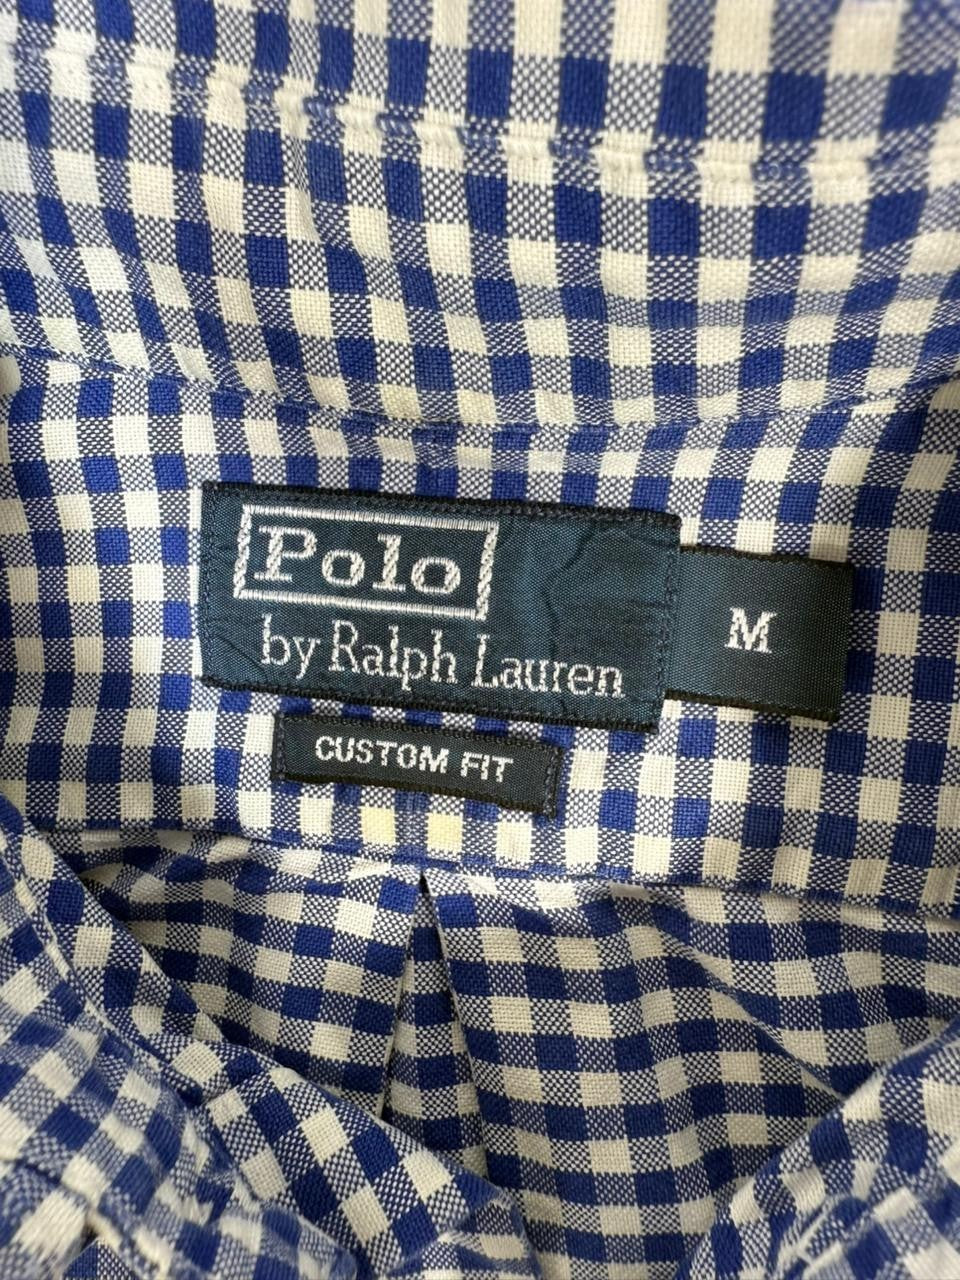 Polo
by Ralph Lauren
M
CUSTOM FIT